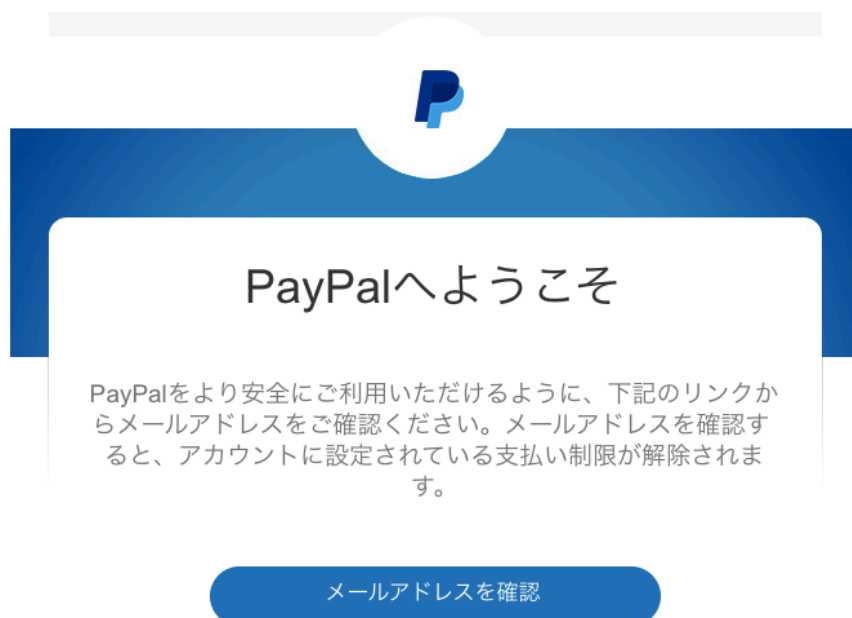 PayPalへようこそ
PayPalをより安全にご利用いただけるように、下記のリンクか
らメールアドレスをご確認ください。メールアドレスを確認す
ると、アカウントに設定されている支払い制限が解除されま
す。
メールアドレスを確認